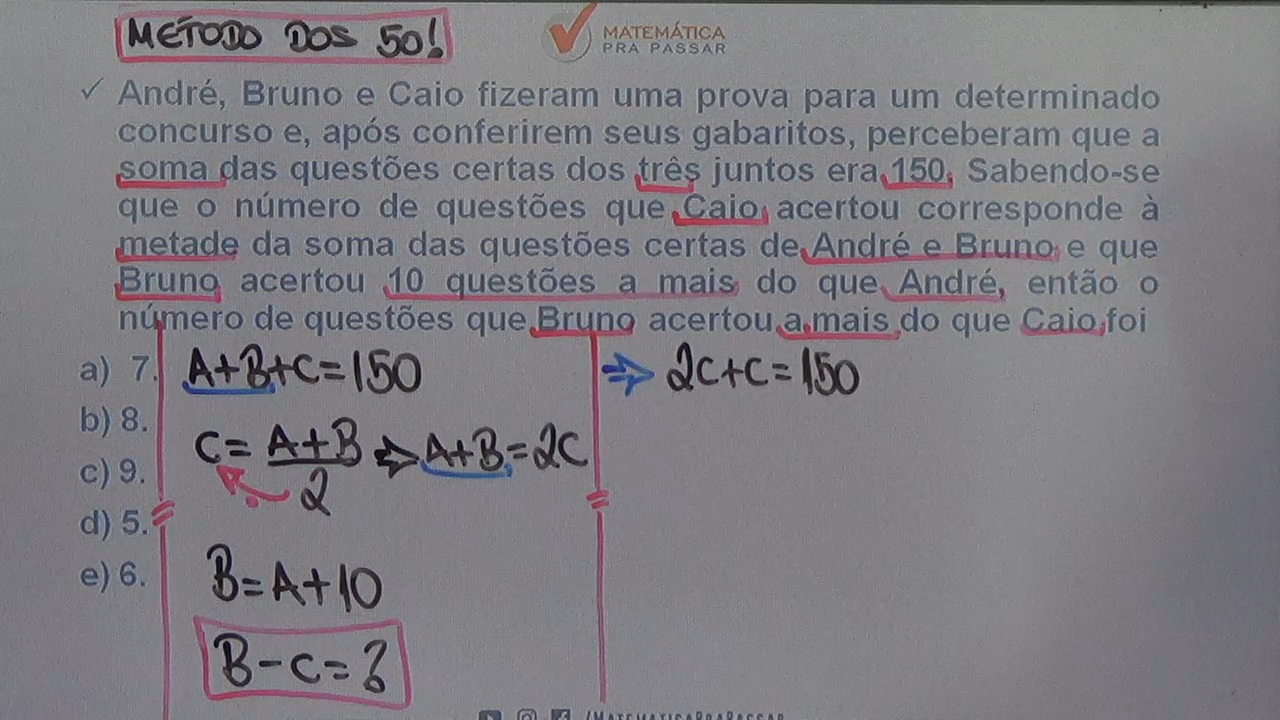 MÉTODO DOS 50!
MATEMÁTICA
PRA PASSAR
✓ André, Bruno e Caio fizeram uma prova para um determinado
concurso e, após conferirem seus gabaritos, perceberam que a
soma das questões certas dos três juntos era 150. Sabendo-se
que o número de questões que Caio acertou corresponde à
metade da soma das questões certas de André e Bruno e que
Bruno acertou 10 questões a mais do que André, então o
número de questões que Bruno acertou a mais do que Caio foi
a) 7.
b) 8.
c) 9.
d) 5.
e) 6.
A+B+C=150
C=A+B/2 ⇒ A+B=2C
B=A+10
B-C=?
⇒ 2C+C=150
/MATEMATICAPRAPASSAR